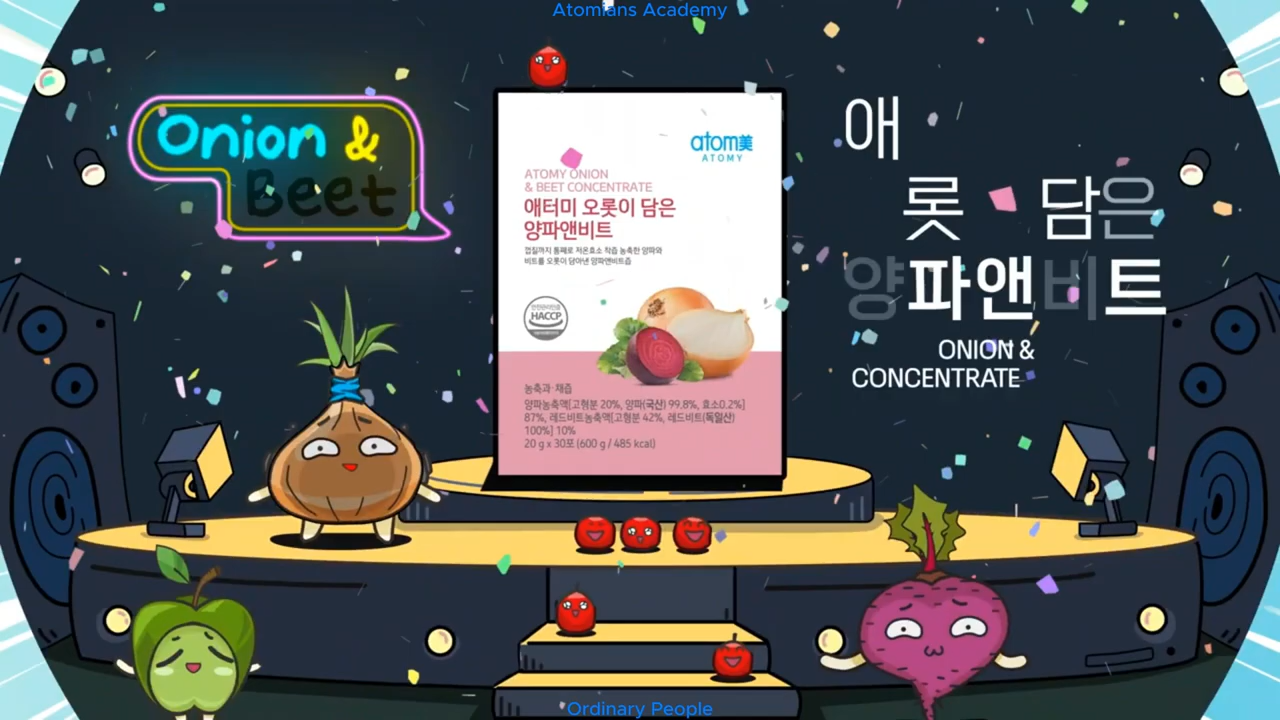 Atomians Academy
Onion &
Beet
atom美
ATOMY
ATOMY ONION
& BEET CONCENTRATE
애터미 오롯이 담은
양파앤비트
껍질까지 통째로 저온효소 착즙 농축한 양파와
비트를 오롯이 담아낸 양파앤비트즙
HACCP
농축과·채즙
양파농축액[고형분 20%, 양파(국산) 99.8%, 효소0.2%]
87%, 레드비트농축액[고형분 42%, 레드비트(독일산)
100%] 10%
20 g x 30포 (600 g / 485 kcal)
애
롯 담은
양파앤비트
ONION &
CONCENTRATE
Ordinary People